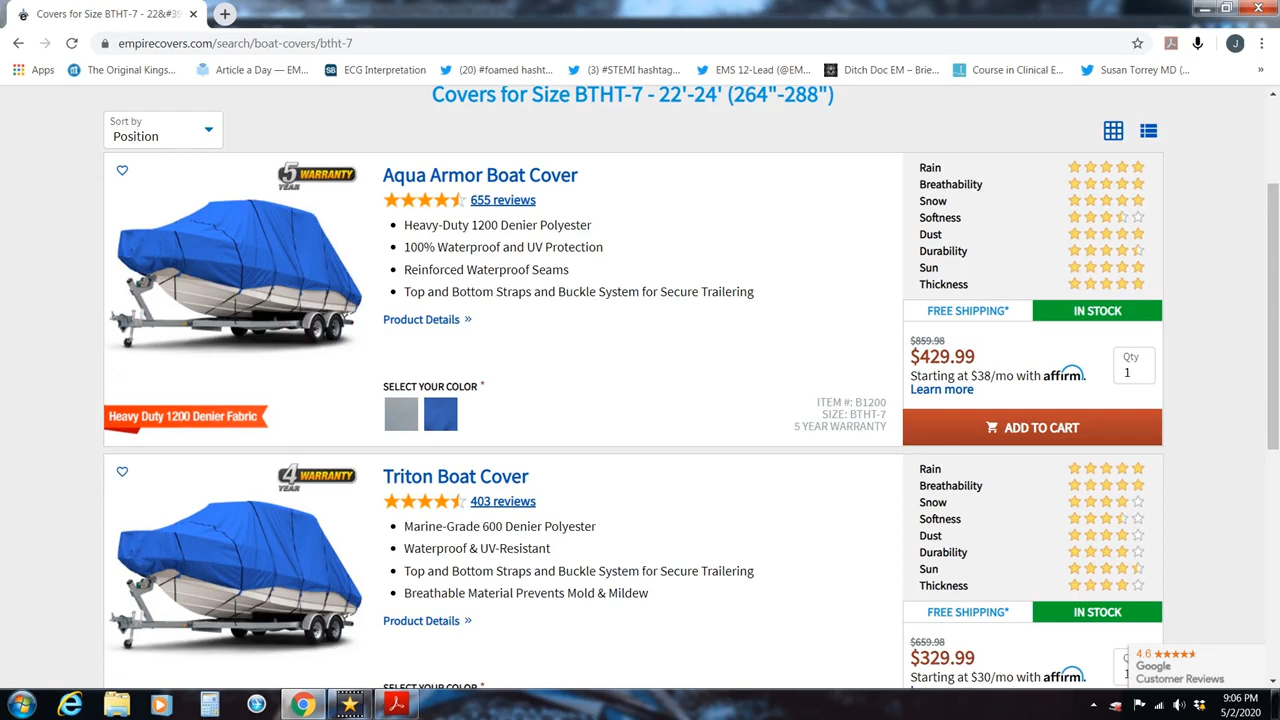 Covers for Size BTHT-7 - 22&#39
empirecovers.com/search/boat-covers/btht-7
J
Apps
The Original Kings...
Article a Day — EM...
SB
ECG Interpretation
(20) #foamed hasht...
(3) #STEMI hashtag...
EMS 12-Lead (@EM...
Ditch Doc EM – Brie...
Course in Clinical E...
Susan Torrey MD (...
»
Covers for Size BTHT-7 - 22'-24' (264"-288")
Sort by
Position
5 YEAR WARRANTY
Aqua Armor Boat Cover
655 reviews
• Heavy-Duty 1200 Denier Polyester
• 100% Waterproof and UV Protection
• Reinforced Waterproof Seams
• Top and Bottom Straps and Buckle System for Secure Trailering
Product Details »
SELECT YOUR COLOR *
Heavy Duty 1200 Denier Fabric
ITEM #: B1200
SIZE: BTHT-7
5 YEAR WARRANTY
Rain
Breathability
Snow
Softness
Dust
Durability
Sun
Thickness
FREE SHIPPING*
IN STOCK
$859.98
$429.99
Starting at $38/mo with affirm.
Learn more
Qty
1
ADD TO CART
4 YEAR WARRANTY
Triton Boat Cover
403 reviews
• Marine-Grade 600 Denier Polyester
• Waterproof & UV-Resistant
• Top and Bottom Straps and Buckle System for Secure Trailering
• Breathable Material Prevents Mold & Mildew
Product Details »
SELECT YOUR COLOR *
Rain
Breathability
Snow
Softness
Dust
Durability
Sun
Thickness
FREE SHIPPING*
IN STOCK
$659.98
$329.99
Starting at $30/mo with affirm.
4.6
Google
Customer Reviews
9:06 PM
5/2/2020